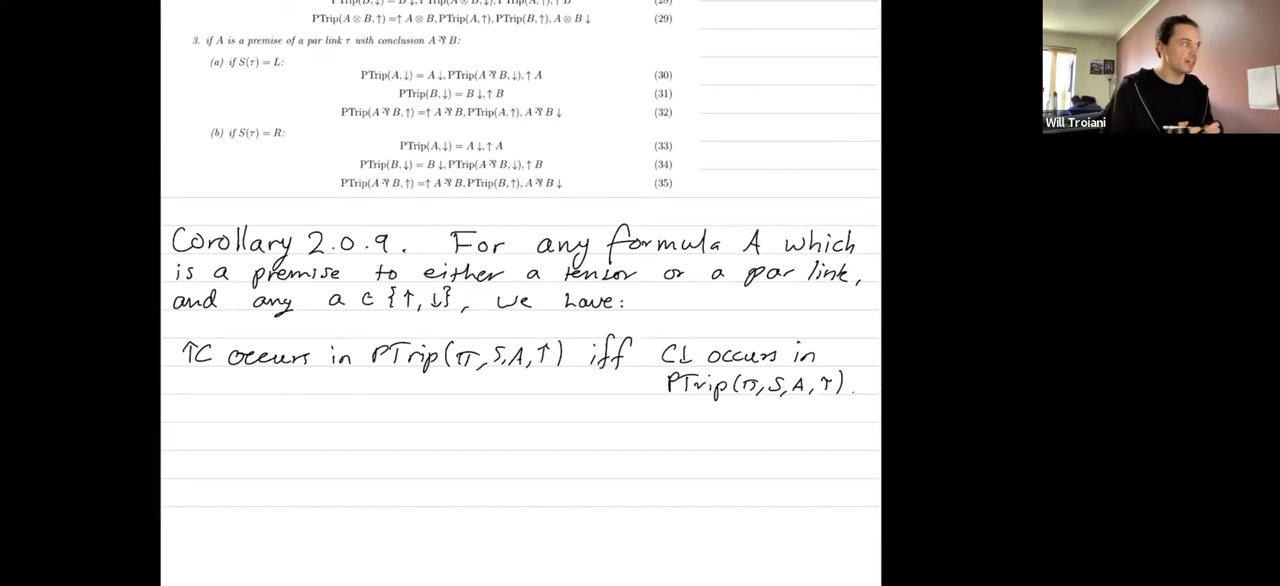 PTrip(A ⊗ B, ↑) =↑ A ⊗ B, PTrip(A, ↑), PTrip(B, ↑), A ⊗ B ↓ (29)
3. if A is a premise of a par link τ with conclusion A ⅋ B:
(a) if S(τ) = L:
PTrip(A, ↓) = A ↓, PTrip(A ⅋ B, ↓), ↑ A (30)
PTrip(B, ↓) = B ↓, ↑ B (31)
PTrip(A ⅋ B, ↑) =↑ A ⅋ B, PTrip(A, ↑), A ⅋ B ↓ (32)
(b) if S(τ) = R:
PTrip(A, ↓) = A ↓, ↑ A (33)
PTrip(B, ↓) = B ↓, PTrip(A ⅋ B, ↓), ↑ B (34)
PTrip(A ⅋ B, ↑) =↑ A ⅋ B, PTrip(B, ↑), A ⅋ B ↓ (35)
Corollary 2.0.9. For any formula A which
is a premise to either a tensor or a par link,
and any a ∈ {↑, ↓}, we have:
↑C occurs in PTrip(π, S, A, ↑) iff C↓ occurs in
PTrip(π, S, A, ↑).
Will Troiani